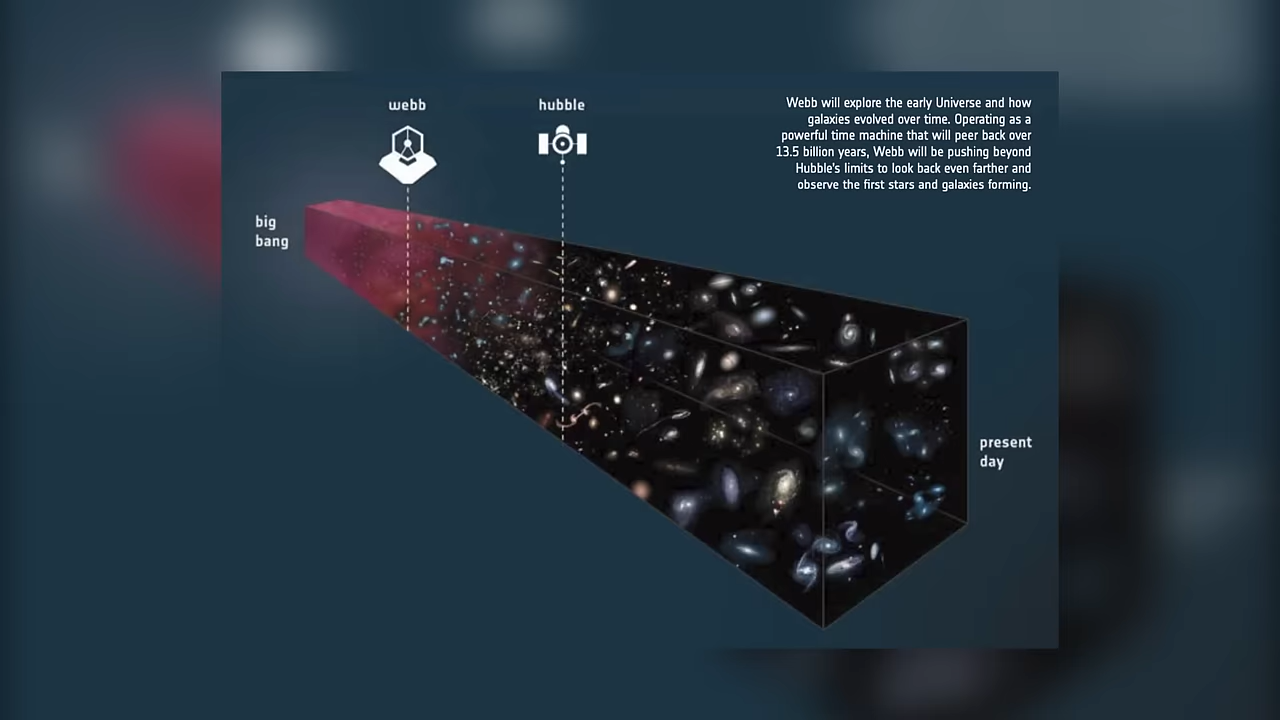 webb
hubble
Webb will explore the early Universe and how
galaxies evolved over time. Operating as a
powerful time machine that will peer back over
13.5 billion years, Webb will be pushing beyond
Hubble's limits to look back even farther and
observe the first stars and galaxies forming.
big
bang
present
day